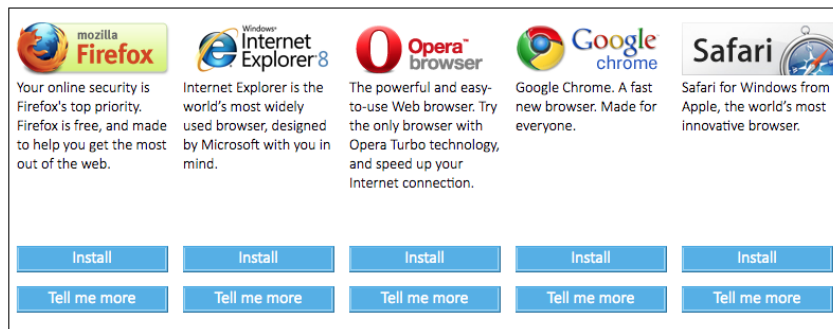 mozilla
Firefox
Your online security is
Firefox's top priority.
Firefox is free, and made
to help you get the most
out of the web.
Install
Tell me more
Windows
Internet
Explorer 8
Internet Explorer is the
world's most widely
used browser, designed
by Microsoft with you in
mind.
Install
Tell me more
Opera™
browser
The powerful and easy-
to-use Web browser. Try
the only browser with
Opera Turbo technology,
and speed up your
Internet connection.
Install
Tell me more
Google
chrome
Google Chrome. A fast
new browser. Made for
everyone.
Install
Tell me more
Safari
Safari for Windows from
Apple, the world's most
innovative browser.
Install
Tell me more